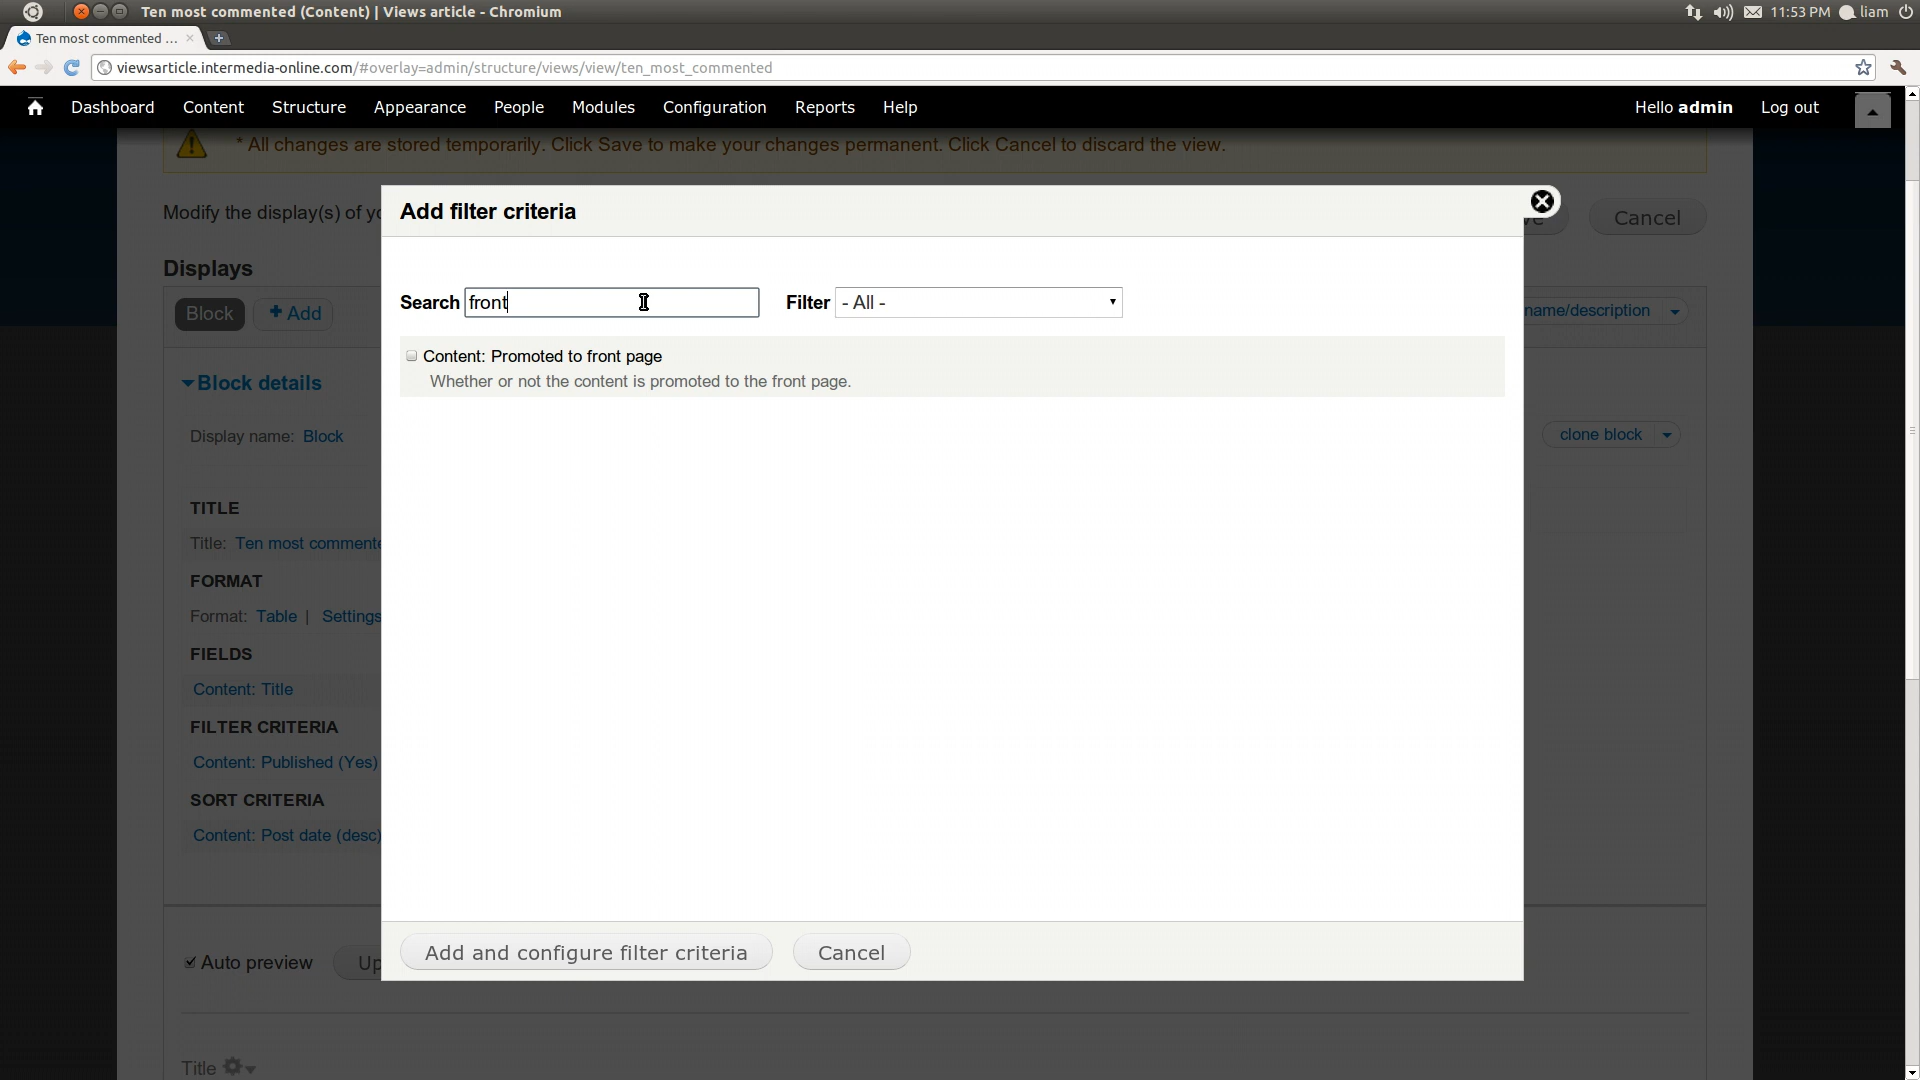 Ten most commented (Content) | Views article - Chromium
11:53 PM liam
Ten most commented ...
viewsarticle.intermedia-online.com/#overlay=admin/structure/views/view/ten_most_commented
Dashboard Content Structure Appearance People Modules Configuration Reports Help Hello admin Log out
* All changes are stored temporarily. Click Save to make your changes permanent. Click Cancel to discard the view.
Modify the display(s) of yo
Cancel
Add filter criteria
Displays
Block + Add
name/description
Search front Filter - All -
Content: Promoted to front page
Whether or not the content is promoted to the front page.
Block details
Display name: Block
clone block
TITLE
Title: Ten most commente
FORMAT
Format: Table | Settings
FIELDS
Content: Title
FILTER CRITERIA
Content: Published (Yes)
SORT CRITERIA
Content: Post date (desc)
Add and configure filter criteria Cancel
Auto preview Up
Title